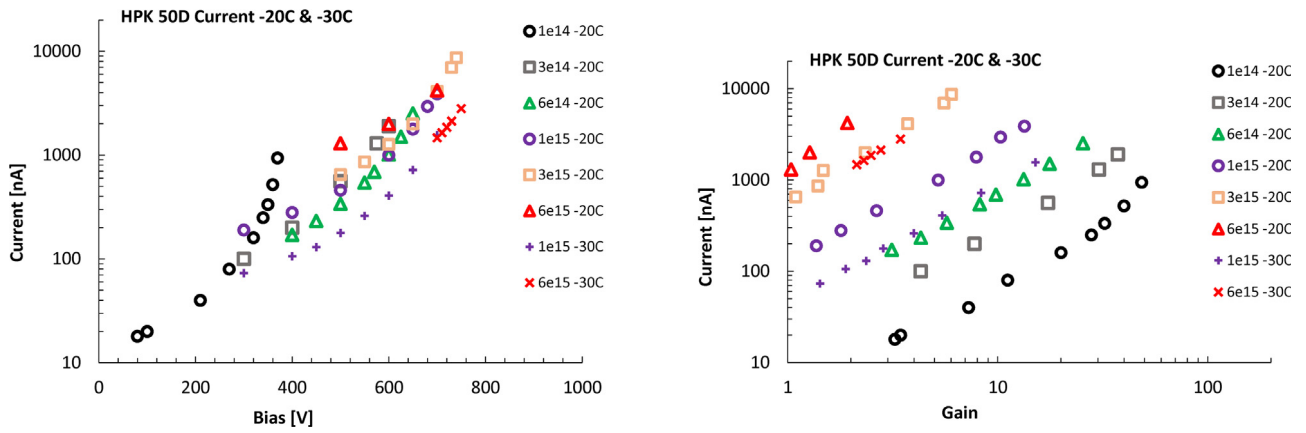 HPK 50D Current -20C & -30C
Current [nA]
10000
1000
100
10
0
200
400
600
800
1000
Bias [V]
1e14 -20C
3e14 -20C
6e14 -20C
1e15 -20C
3e15 -20C
6e15 -20C
1e15 -30C
6e15 -30C
HPK 50D Current -20C & -30C
Current [nA]
10000
1000
100
10
1
10
100
Gain
1e14 -20C
3e14 -20C
6e14 -20C
1e15 -20C
3e15 -20C
6e15 -20C
1e15 -30C
6e15 -30C